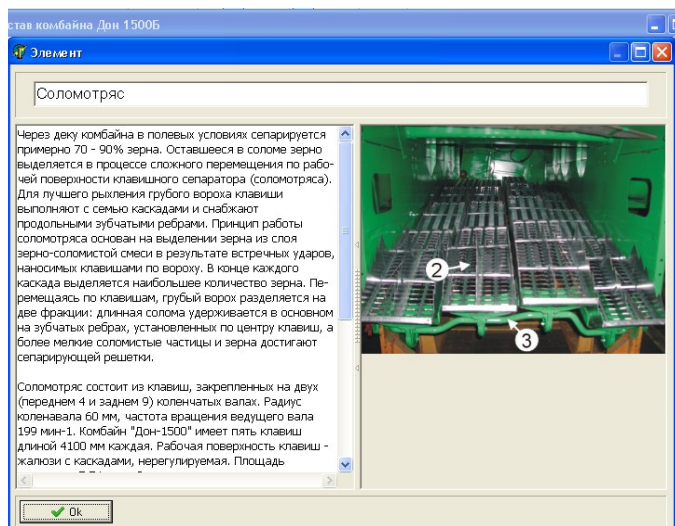 став комбайна Дон 1500Б
Элемент
Соломотряс
Через деку комбайна в полевых условиях сепарируется
примерно 70 - 90% зерна. Оставшееся в соломе зерно
выделяется в процессе сложного перемещения по рабо-
чей поверхности клавишного сепаратора (соломотряса).
Для лучшего рыхления грубого вороха клавиши
выполняют с семью каскадами и снабжают
продольными зубчатыми ребрами. Принцип работы
соломотряса основан на выделении зерна из слоя
зерно-соломистой смеси в результате встречных ударов,
наносимых клавишами по вороху. В конце каждого
каскада выделяется наибольшее количество зерна. Пе-
ремещаясь по клавишам, грубый ворох разделяется на
две фракции: длинная солома удерживается в основном
на зубчатых ребрах, установленных по центру клавиш, а
более мелкие соломистые частицы и зерна достигают
сепарирующей решетки.
Соломотряс состоит из клавиш, закрепленных на двух
(переднем 4 и заднем 9) коленчатых валах. Радиус
коленавала 60 мм, частота вращения ведущего вала
199 мин-1. Комбайн "Дон-1500" имеет пять клавиш
длиной 4100 мм каждая. Рабочая поверхность клавиш -
жалюзи с каскадами, нерегулируемая. Площадь
2
3
Ok